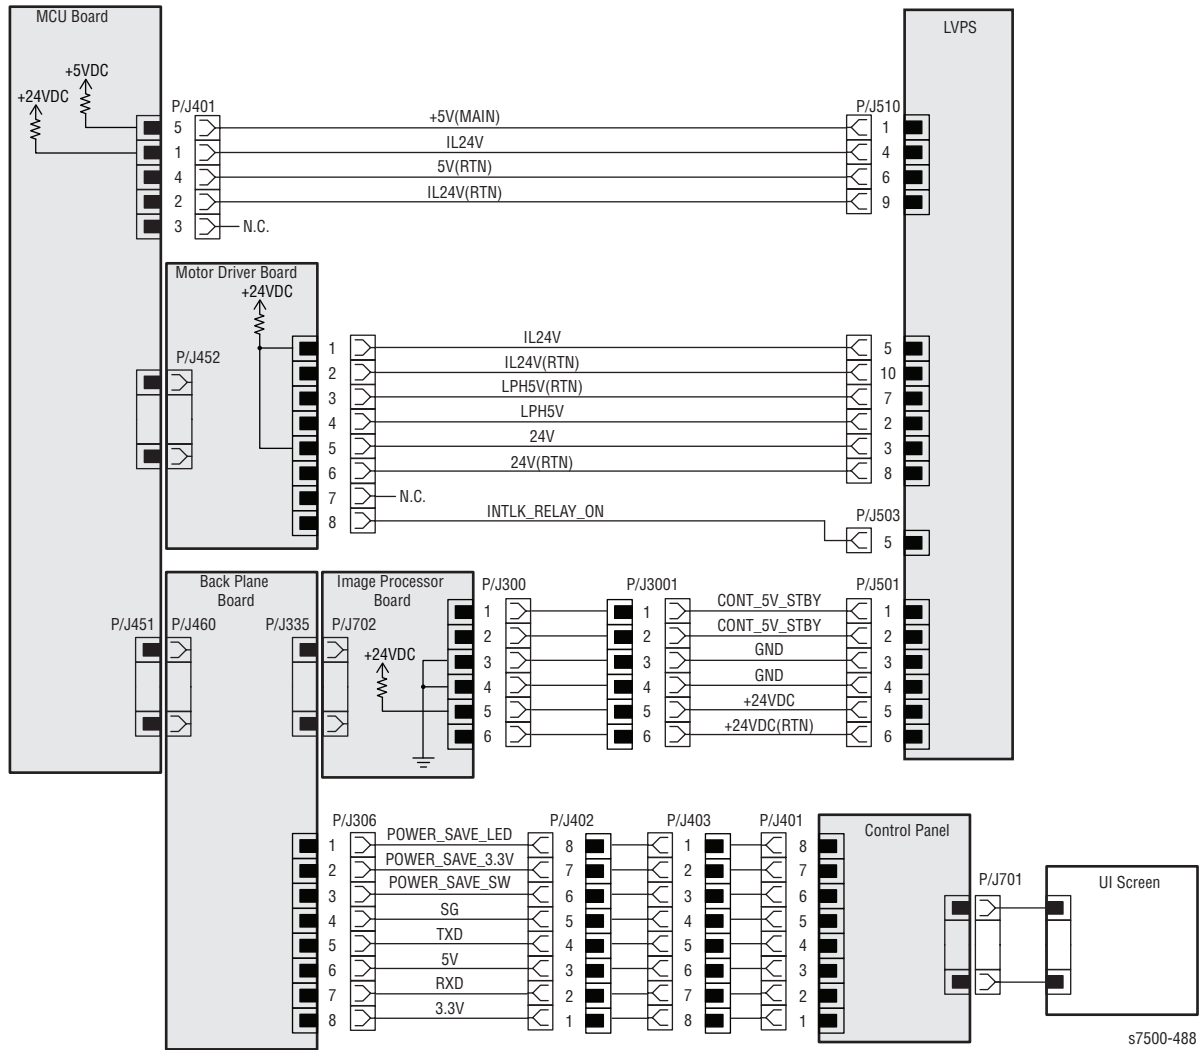 MCU Board
LVPS
+5VDC
+24VDC
P/J401
P/J510
5
+5V(MAIN)
1
1
IL24V
4
4
5V(RTN)
6
2
IL24V(RTN)
9
3
N.C.
Motor Driver Board
+24VDC
P/J452
1
IL24V
5
2
IL24V(RTN)
10
3
LPH5V(RTN)
7
4
LPH5V
2
5
24V
3
6
24V(RTN)
8
7
N.C.
8
INTLK_RELAY_ON
P/J503
5
Back Plane
Board
Image Processor
Board
P/J300
P/J3001
P/J501
P/J451
P/J460
P/J335
P/J702
+24VDC
1
1
CONT_5V_STBY
1
2
2
CONT_5V_STBY
2
3
3
GND
3
4
4
GND
4
5
5
+24VDC
5
6
6
+24VDC(RTN)
6
P/J306
P/J402
P/J403
P/J401
Control Panel
1
POWER_SAVE_LED
8
1
8
2
POWER_SAVE_3.3V
7
2
7
3
POWER_SAVE_SW
6
3
6
4
SG
5
4
5
5
TXD
4
5
4
6
5V
3
6
3
7
RXD
2
7
2
8
3.3V
1
8
1
P/J701
UI Screen
s7500-488